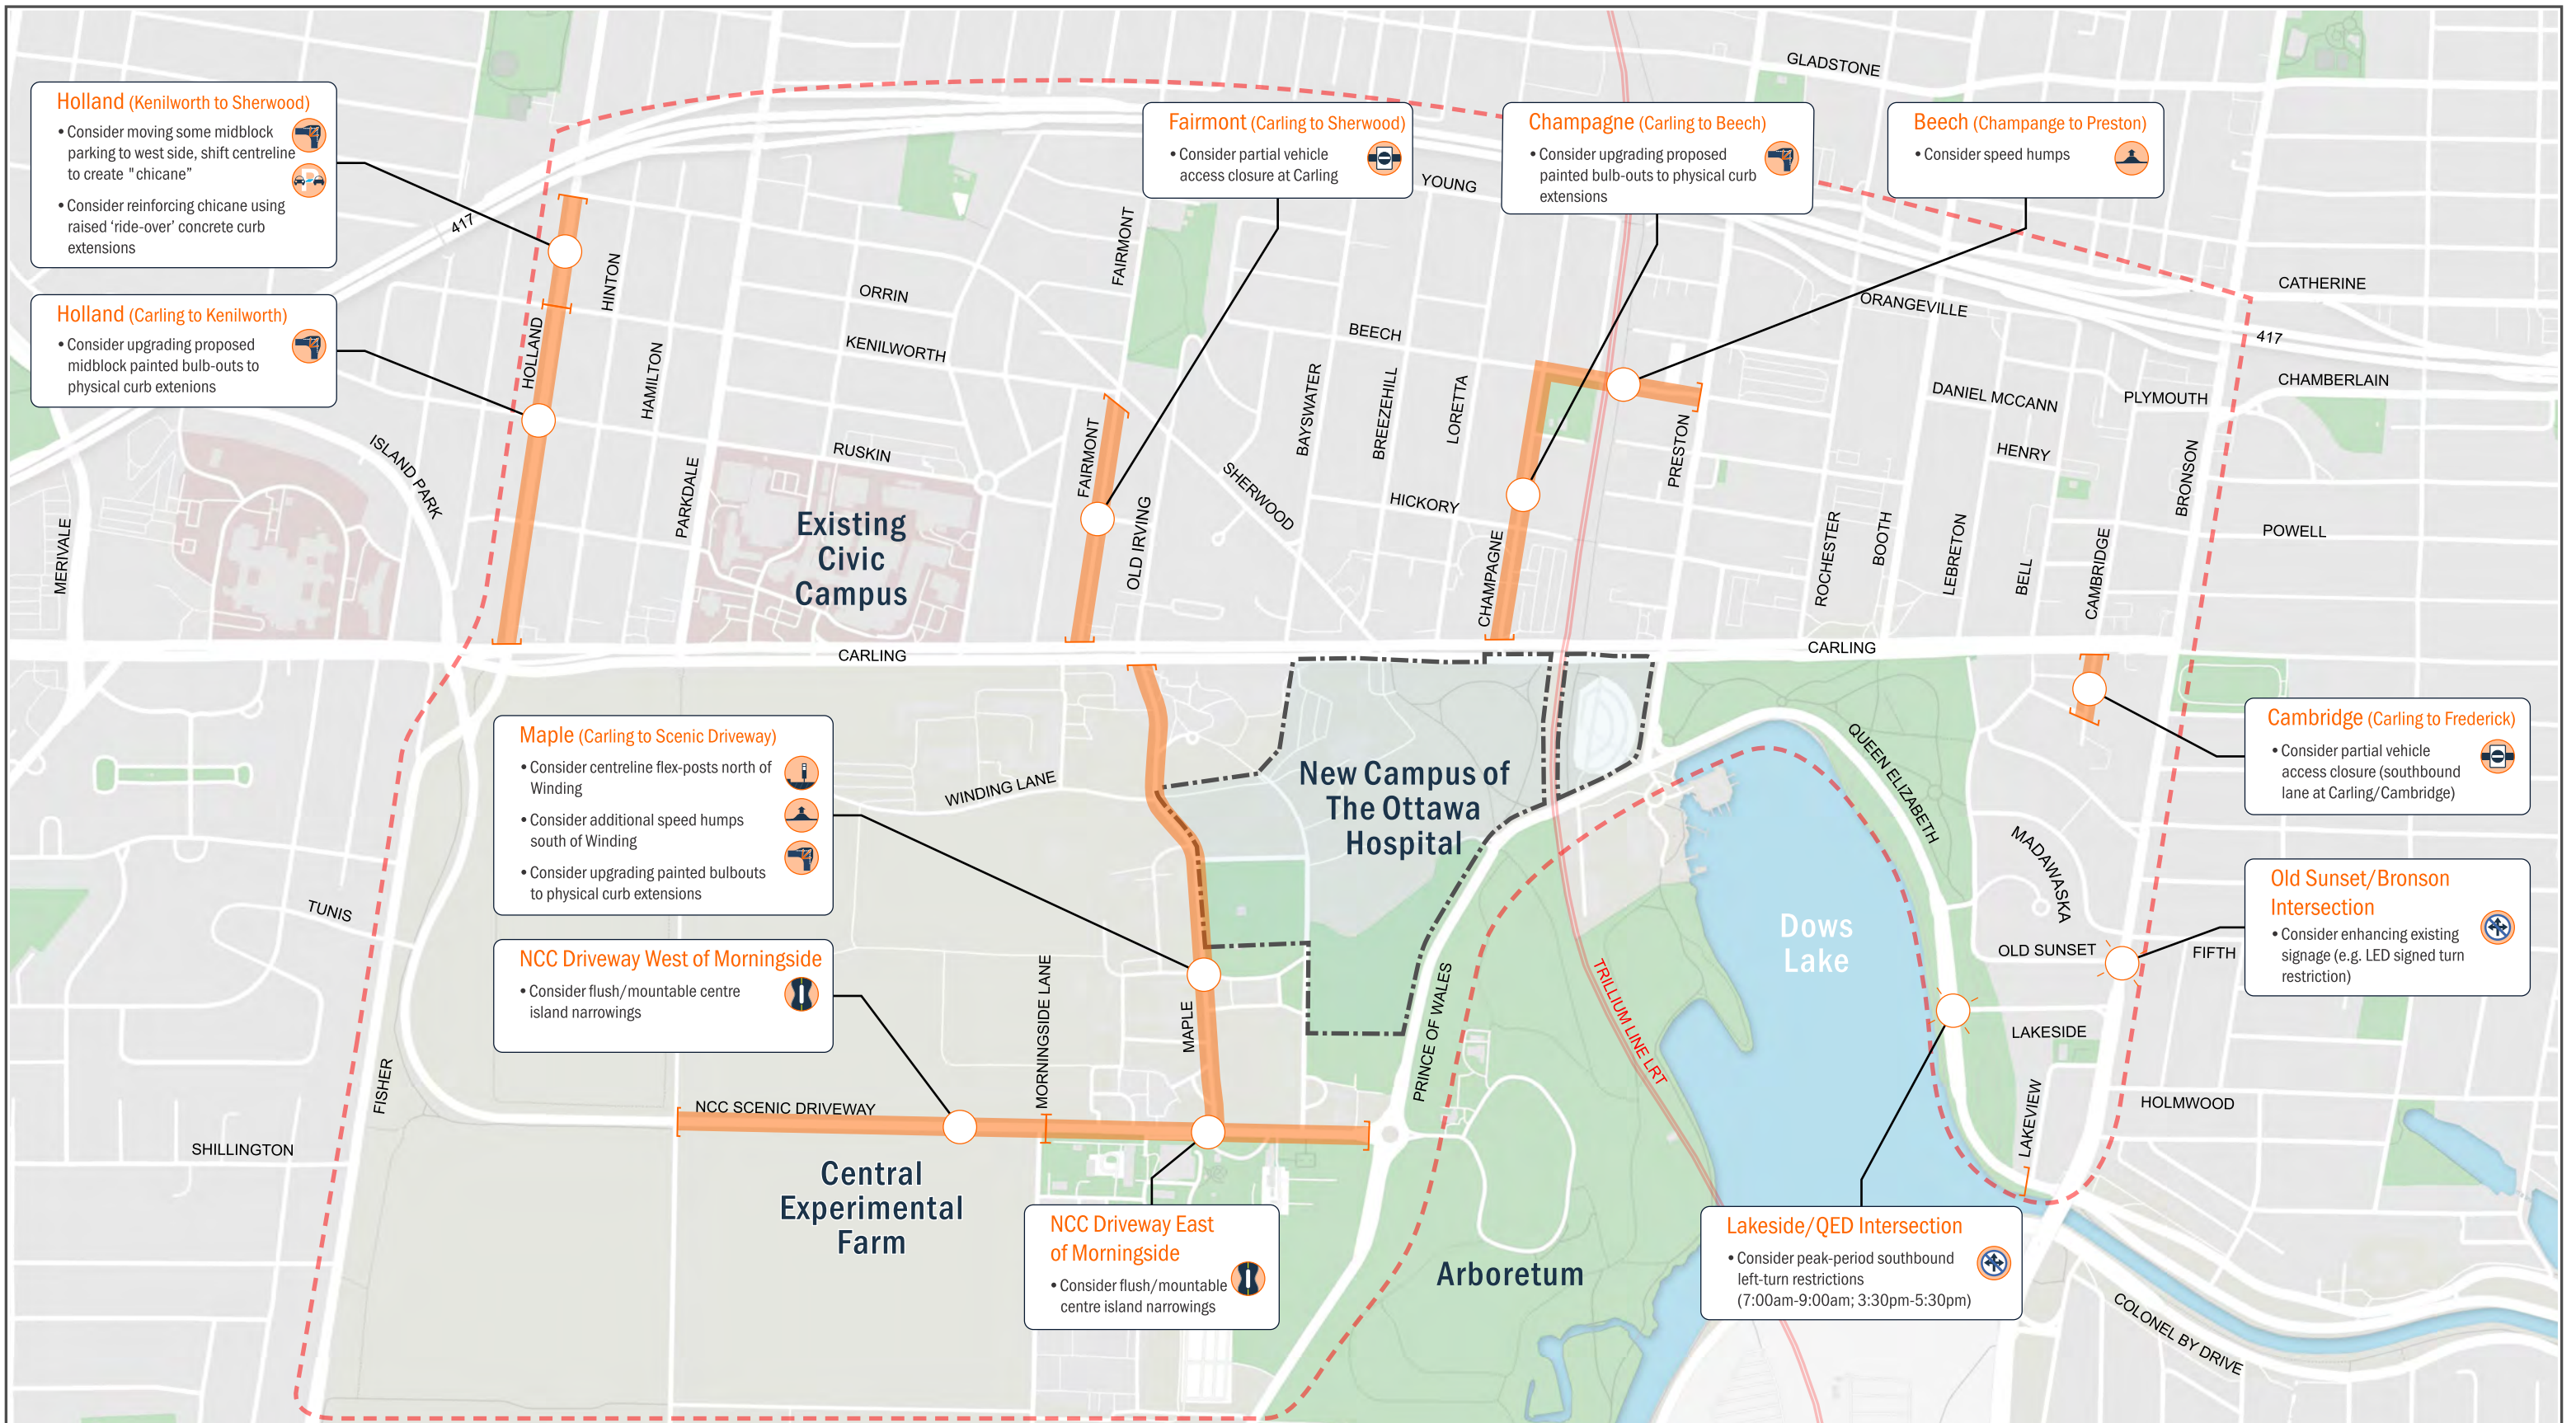 Holland (Kenilworth to Sherwood)
• Consider moving some midblock
parking to west side, shift centreline
to create "chicane"
• Consider reinforcing chicane using
raised ‘ride-over’ concrete curb
extensions
Holland (Carling to Kenilworth)
• Consider upgrading proposed
midblock painted bulb-outs to
physical curb extenions
Fairmont (Carling to Sherwood)
• Consider partial vehicle
access closure at Carling
Champagne (Carling to Beech)
• Consider upgrading proposed
painted bulb-outs to physical curb
extensions
Beech (Champange to Preston)
• Consider speed humps
GLADSTONE
YOUNG
417
HINTON
FAIRMONT
ORRIN
KENILWORTH
HOLLAND
HAMILTON
BEECH
ORANGEVILLE
CATHERINE
417
CHAMBERLAIN
DANIEL MCCANN
PLYMOUTH
HENRY
BRONSON
POWELL
ISLAND PARK
MERIVALE
PARKDALE
RUSKIN
FAIRMONT
OLD IRVING
SHERWOOD
BAYSWATER
BREEZEHILL
LORETTA
HICKORY
CHAMPAGNE
PRESTON
ROCHESTER
BOOTH
LEBRETON
BELL
CAMBRIDGE
Existing
Civic
Campus
CARLING
CARLING
Maple (Carling to Scenic Driveway)
• Consider centreline flex-posts north of
Winding
• Consider additional speed humps
south of Winding
• Consider upgrading painted bulbouts
to physical curb extensions
WINDING LANE
New Campus of
The Ottawa
Hospital
QUEEN ELIZABETH
Cambridge (Carling to Frederick)
• Consider partial vehicle
access closure (southbound
lane at Carling/Cambridge)
MADAWASKA
Old Sunset/Bronson
Intersection
• Consider enhancing existing
signage (e.g. LED signed turn
restriction)
TUNIS
Dows
Lake
OLD SUNSET
FIFTH
NCC Driveway West of Morningside
• Consider flush/mountable centre
island narrowings
MORNINGSIDE LANE
MAPLE
PRINCE OF WALES
TRILLIUM LINE LRT
LAKESIDE
LAKEVIEW
HOLMWOOD
FISHER
NCC SCENIC DRIVEWAY
SHILLINGTON
Central
Experimental
Farm
NCC Driveway East
of Morningside
• Consider flush/mountable
centre island narrowings
Arboretum
Lakeside/QED Intersection
• Consider peak-period southbound
left-turn restrictions
(7:00am-9:00am; 3:30pm-5:30pm)
COLONEL BY DRIVE